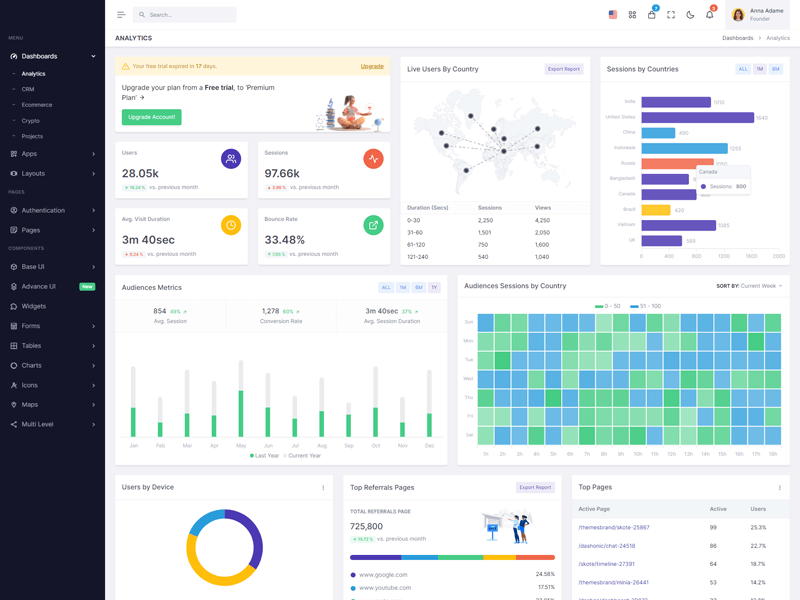 Search...
2
5
Anna Adame
Founder
MENU
Dashboards
Analytics
CRM
Ecommerce
Crypto
Projects
Apps
Layouts
PAGES
Authentication
Pages
COMPONENTS
Base UI
Advance UI New
Widgets
Forms
Tables
Charts
Icons
Maps
Multi Level
ANALYTICS
Dashboards > Analytics
Your free trial expired in 17 days. Upgrade
Upgrade your plan from a Free trial, to 'Premium
Plan' →
Upgrade Account!
Users
28.05k
vs. previous month
Sessions
97.66k
vs. previous month
Avg. Visit Duration
3m 40sec
vs. previous month
Bounce Rate
33.48%
vs. previous month
Live Users By Country Export Report
Duration (Secs) Sessions Views
0-30 2,250 4,250
31-60 1,501 2,050
61-120 750 1,600
121-240 540 1,040
Sessions by Countries ALL 1M 6M
India 1010
United States 1640
China 490
Indonesia 1255
Russia 1050
Bangladesh
Canada
Brazil 420
Vietnam 1085
UK 589
Canada
Sessions: 800
0 400 800 1200 1600 2000
Audiences Metrics ALL 1M 6M 1Y
854 49%
Avg. Session
1,278 60%
Conversion Rate
3m 40sec 37%
Avg. Session Duration
Jan Feb Mar Apr May Jun Jul Aug Sep Oct Nov Dec
Last Year Current Year
Audiences Sessions by Country SORT BY: Current Week
0 - 50 51 - 100
Sun
Mon
Tue
Wed
Thu
Fri
Sat
1h 2h 3h 4h 5h 6h 7h 8h 9h 10h 11h 12h 13h 14h 15h 16h 17h 18h
Users by Device
Top Referrals Pages Export Report
TOTAL REFERRALS PAGE
725,800
vs. previous month
www.google.com 24.58%
www.youtube.com 17.51%
Top Pages
Active Page Active Users
/themesbrand/skote-25867 99 25.3%
/dashonic/chat-24518 86 22.7%
/skote/timeline-27391 64 18.7%
/themesbrand/minia-26441 53 14.2%